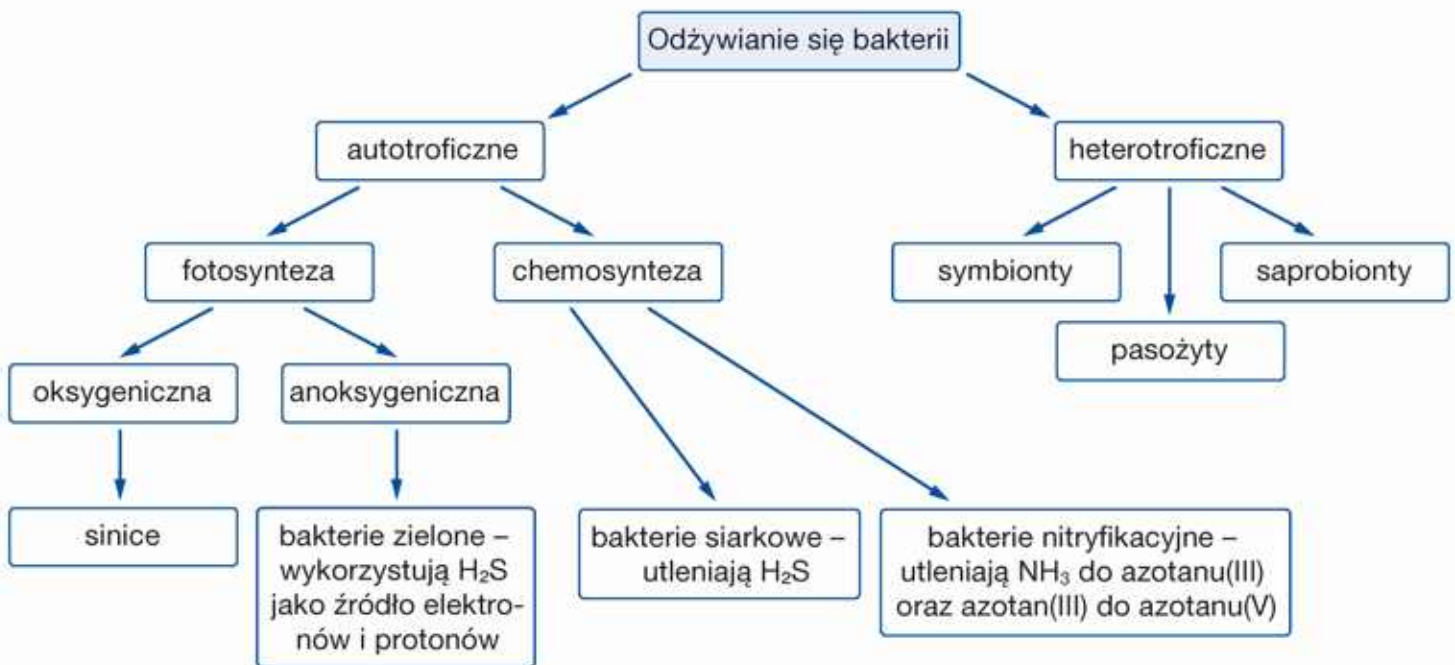 Odżywianie się bakterii
autotroficzne
heterotroficzne
fotosynteza
chemosynteza
symbionty
saprobionty
pasożyty
oksygeniczna
anoksygeniczna
sinice
bakterie zielone –
wykorzystują H₂S
jako źródło elektro-
nów i protonów
bakterie siarkowe –
utleniają H₂S
bakterie nitryfikacyjne –
utleniają NH₃ do azotanu(III)
oraz azotan(III) do azotanu(V)